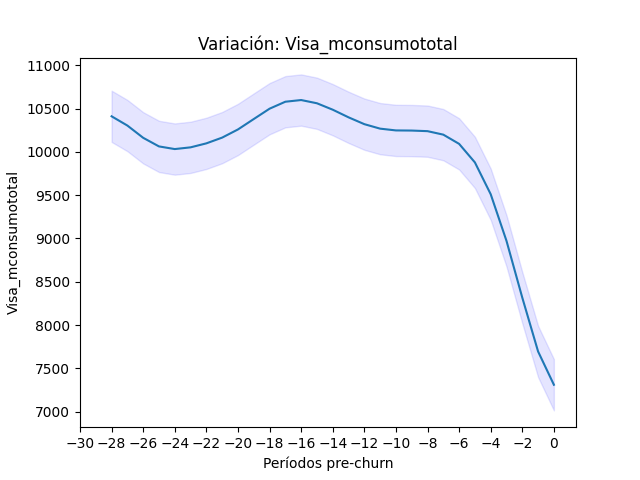 Variación: Visa_mconsumototal
11000
10500
10000
9500
9000
8500
8000
7500
7000
Visa_mconsumototal
−30 −28 −26 −24 −22 −20 −18 −16 −14 −12 −10 −8 −6 −4 −2 0
Períodos pre-churn